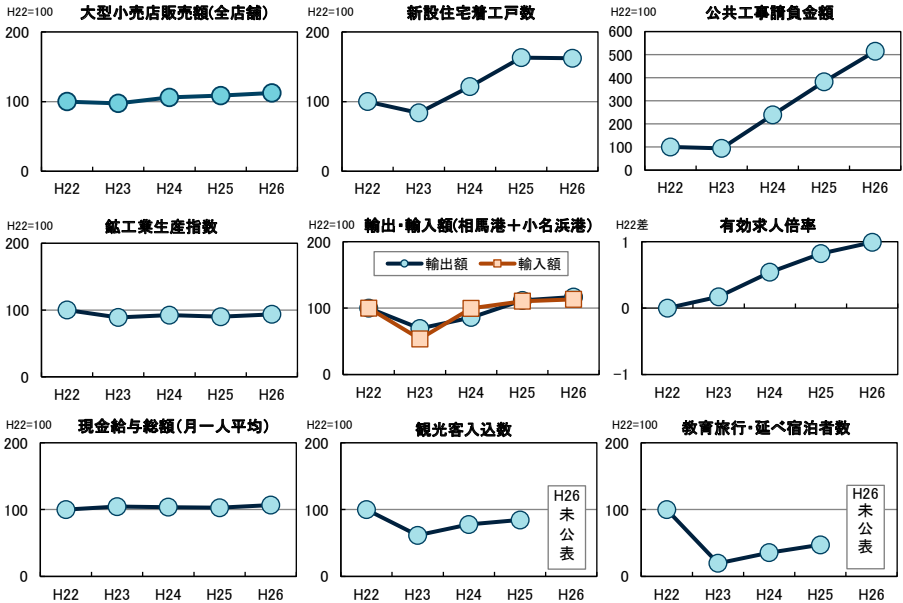 H22=100 大型小売店販売額(全店舗)
200
100
0
H22 H23 H24 H25 H26
H22=100 新設住宅着工戸数
200
100
0
H22 H23 H24 H25 H26
H22=100 公共工事請負金額
600
500
400
300
200
100
0
H22 H23 H24 H25 H26
H22=100 鉱工業生産指数
200
100
0
H22 H23 H24 H25 H26
H22=100 輸出・輸入額(相馬港+小名浜港)
200
輸出額 輸入額
100
0
H22 H23 H24 H25 H26
H22差 有効求人倍率
1
0
-1
H22 H23 H24 H25 H26
H22=100 現金給与総額(月一人平均)
200
100
0
H22 H23 H24 H25 H26
H22=100 観光客入込数
200
100
0
H26
未
公
表
H22 H23 H24 H25 H26
H22=100 教育旅行・延べ宿泊者数
200
100
0
H26
未
公
表
H22 H23 H24 H25 H26